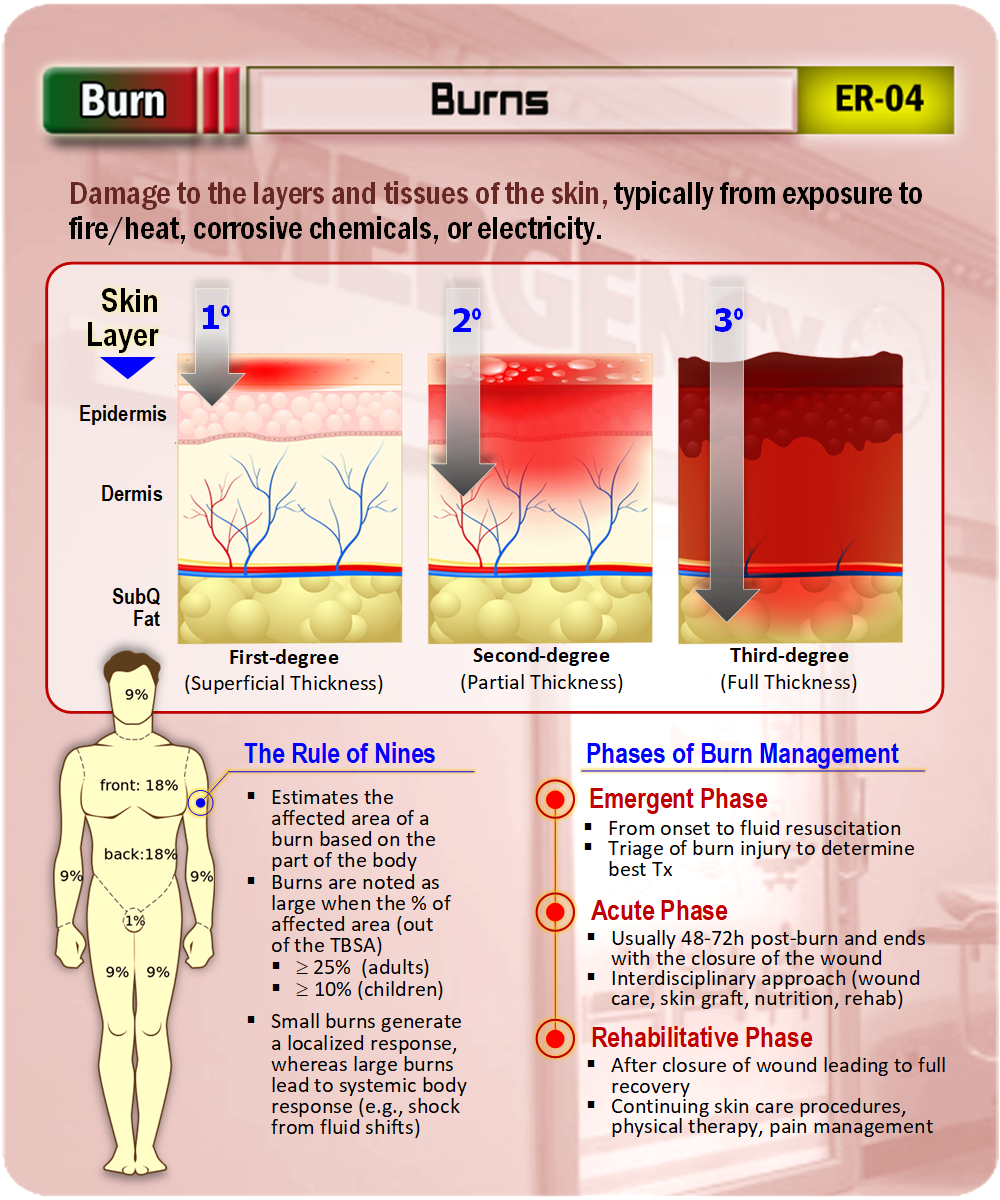 Burn
Burns
ER-04
Damage to the layers and tissues of the skin, typically from exposure to
fire/heat, corrosive chemicals, or electricity.
Skin
Layer
1º
2º
3º
Epidermis
Dermis
SubQ
Fat
First-degree
(Superficial Thickness)
Second-degree
(Partial Thickness)
Third-degree
(Full Thickness)
9%
front: 18%
back:18%
9%
9%
1%
9%
9%
The Rule of Nines
▪ Estimates the
affected area of a
burn based on the
part of the body
▪ Burns are noted as
large when the % of
affected area (out
of the TBSA)
▪ ≥ 25% (adults)
▪ ≥ 10% (children)
▪ Small burns generate
a localized response,
whereas large burns
lead to systemic body
response (e.g., shock
from fluid shifts)
Phases of Burn Management
Emergent Phase
▪ From onset to fluid resuscitation
▪ Triage of burn injury to determine
best Tx
Acute Phase
▪ Usually 48-72h post-burn and ends
with the closure of the wound
▪ Interdisciplinary approach (wound
care, skin graft, nutrition, rehab)
Rehabilitative Phase
▪ After closure of wound leading to full
recovery
▪ Continuing skin care procedures,
physical therapy, pain management
EMERGENCY